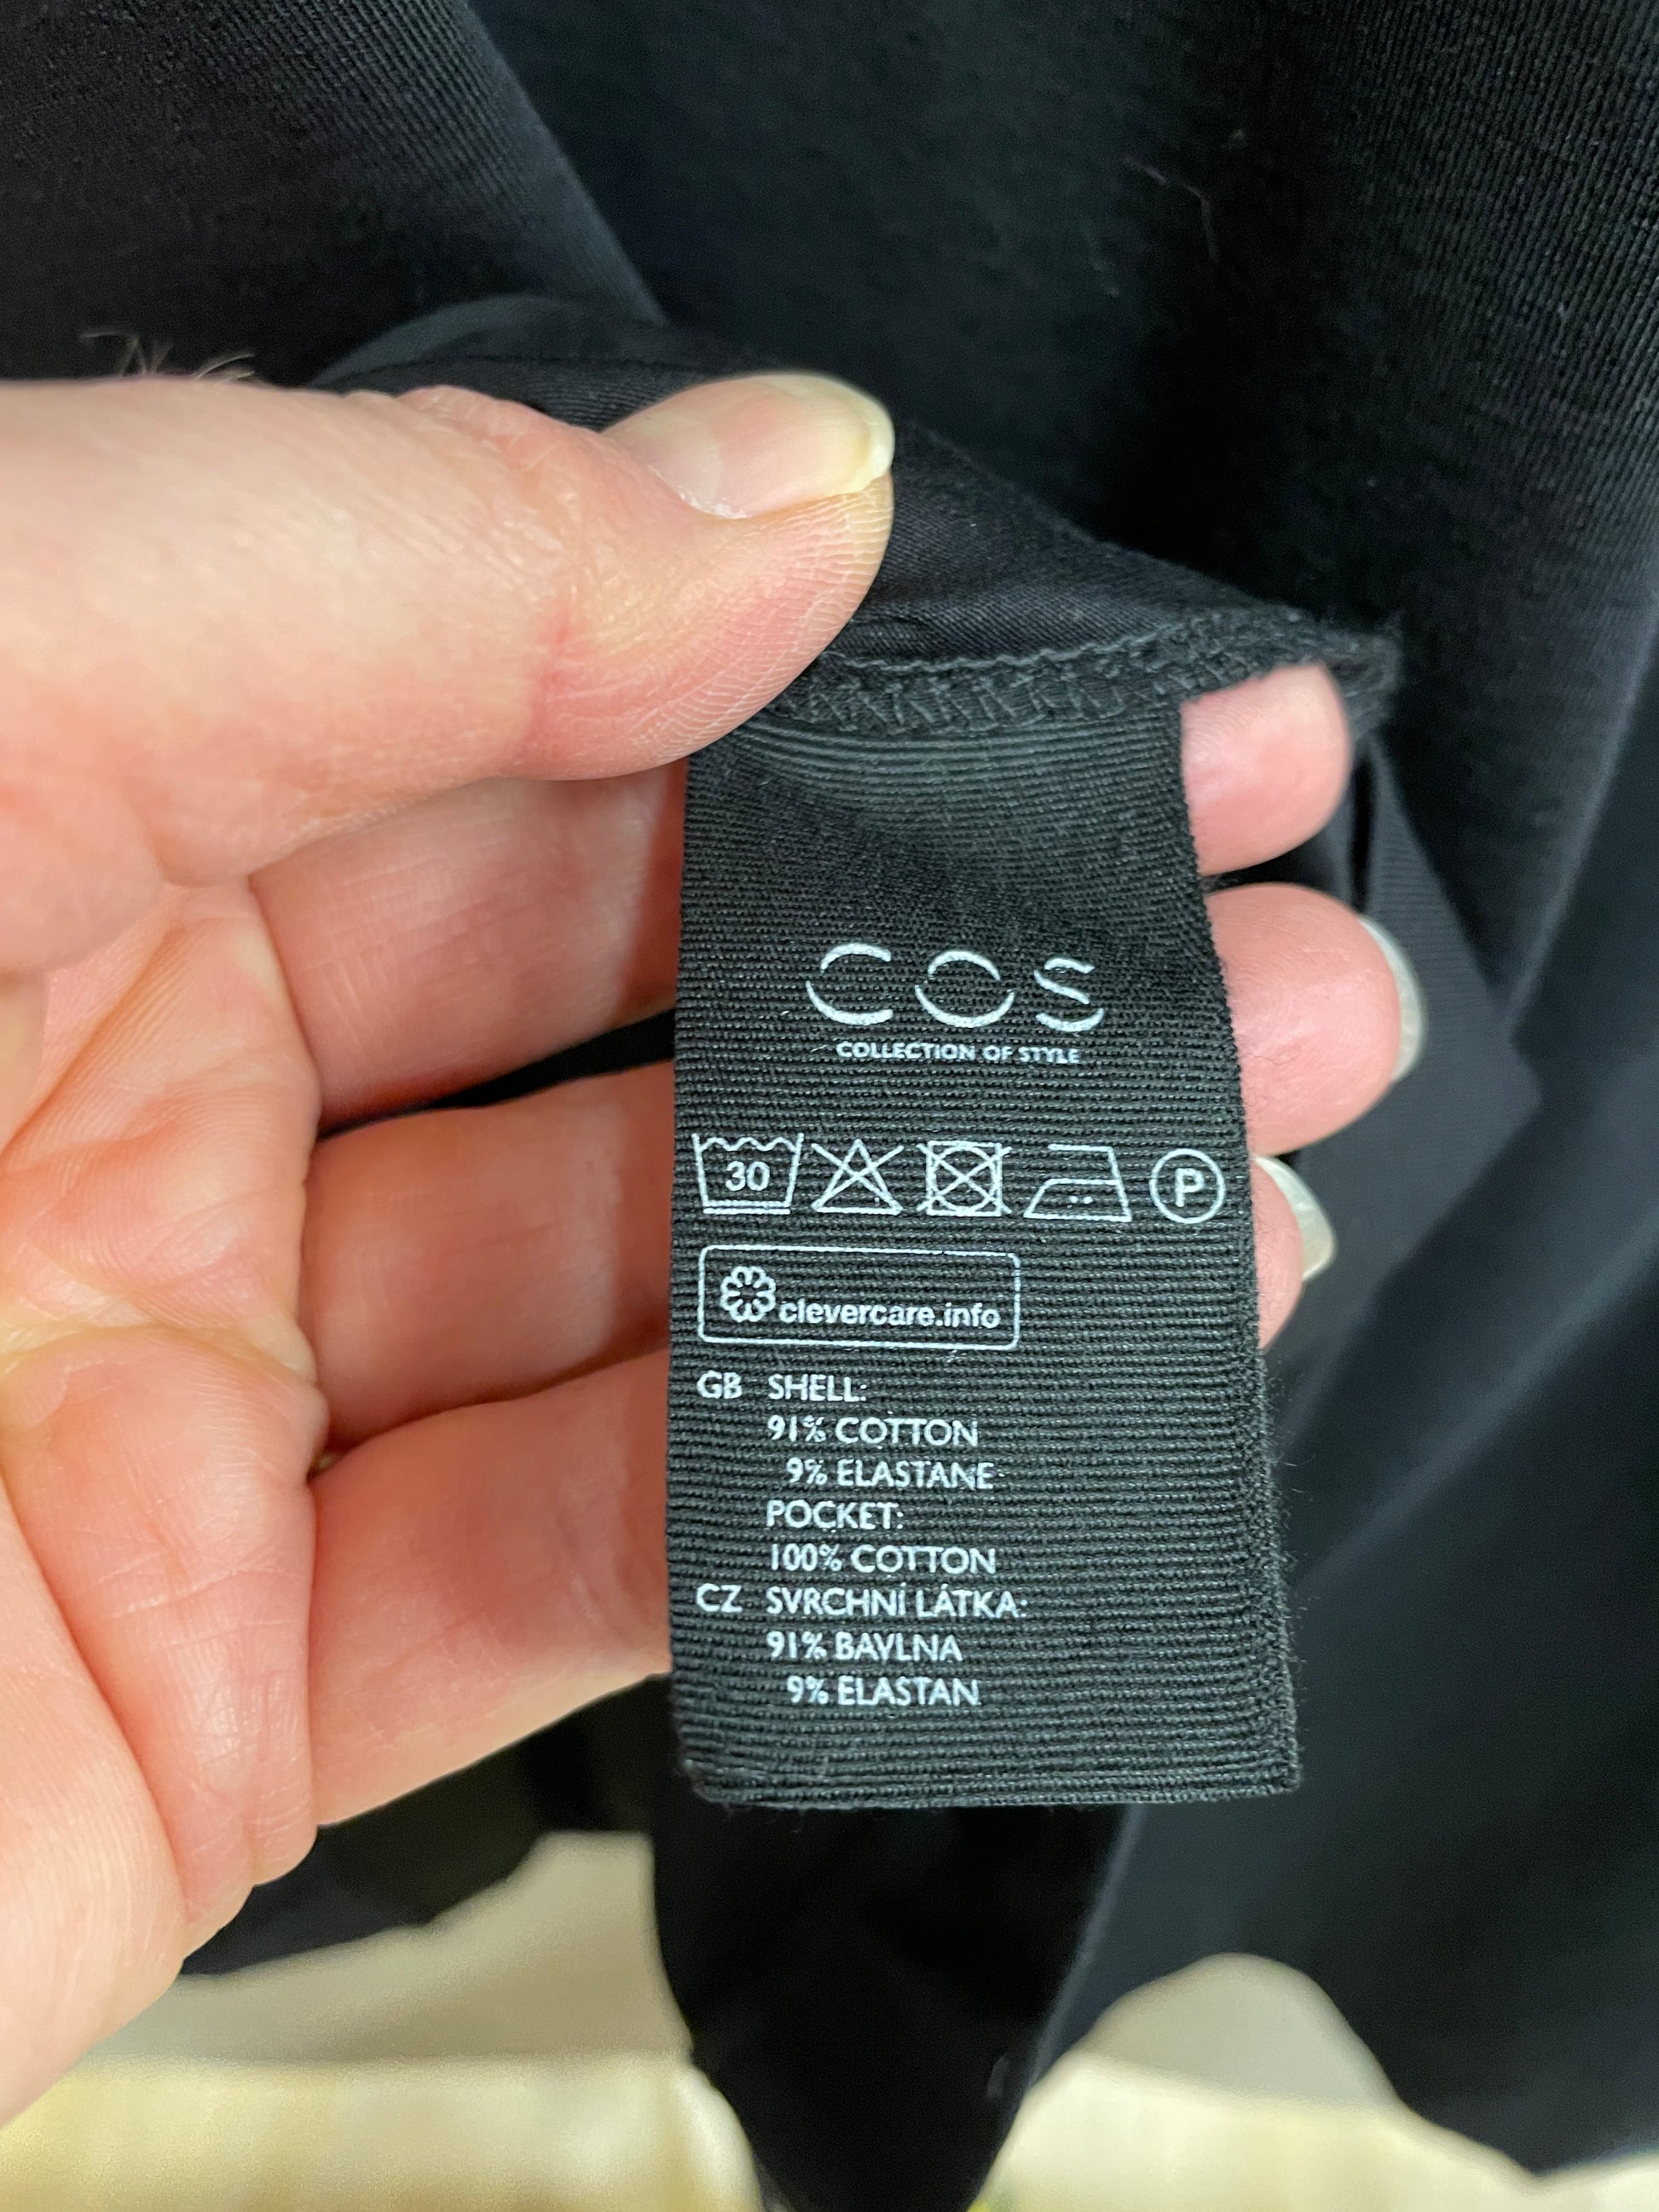 COS
COLLECTION OF STYLE
30 P
clevercare.info
GB SHELL:
91% COTTON
9% ELASTANE
POCKET:
100% COTTON
CZ SVRCHNÍ LÁTKA:
91% BAVLNA
9% ELASTAN